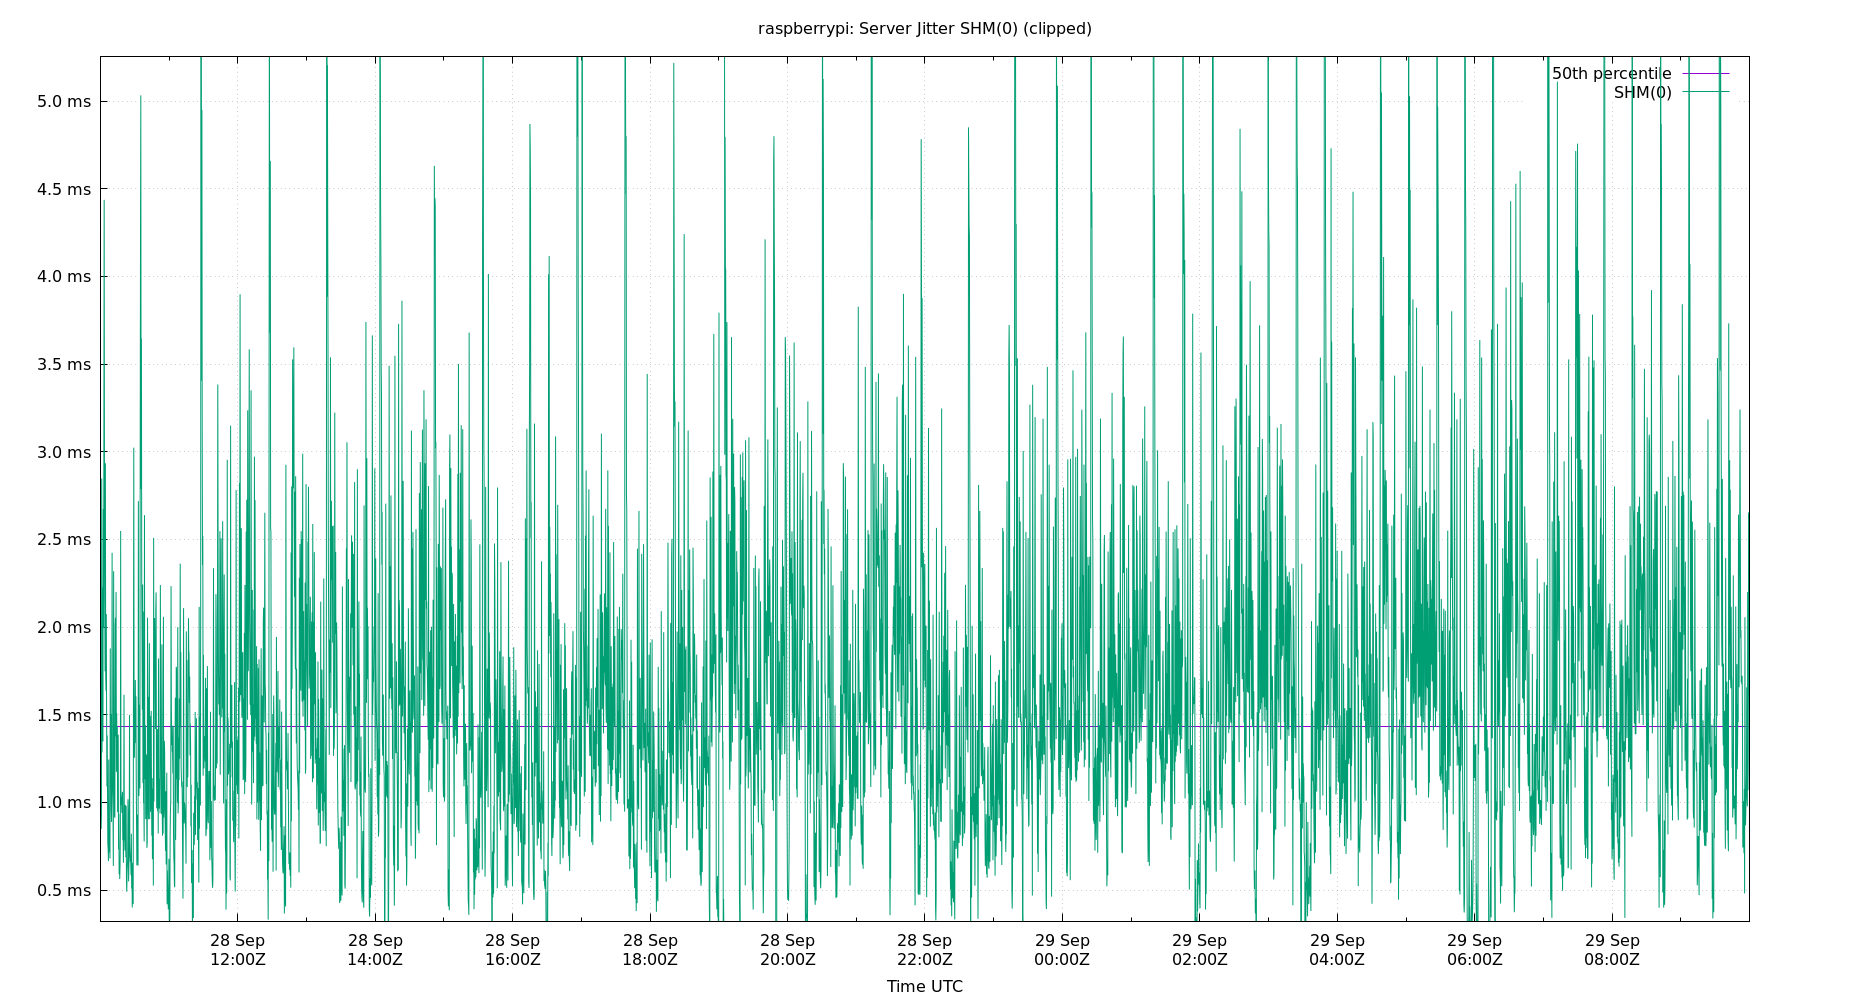 raspberrypi: Server Jitter SHM(0) (clipped)
50th percentile
SHM(0)
5.0 ms
4.5 ms
4.0 ms
3.5 ms
3.0 ms
2.5 ms
2.0 ms
1.5 ms
1.0 ms
0.5 ms
28 Sep 28 Sep 28 Sep 28 Sep 28 Sep 28 Sep 29 Sep 29 Sep 29 Sep 29 Sep 29 Sep
12:00Z 14:00Z 16:00Z 18:00Z 20:00Z 22:00Z 00:00Z 02:00Z 04:00Z 06:00Z 08:00Z
Time UTC